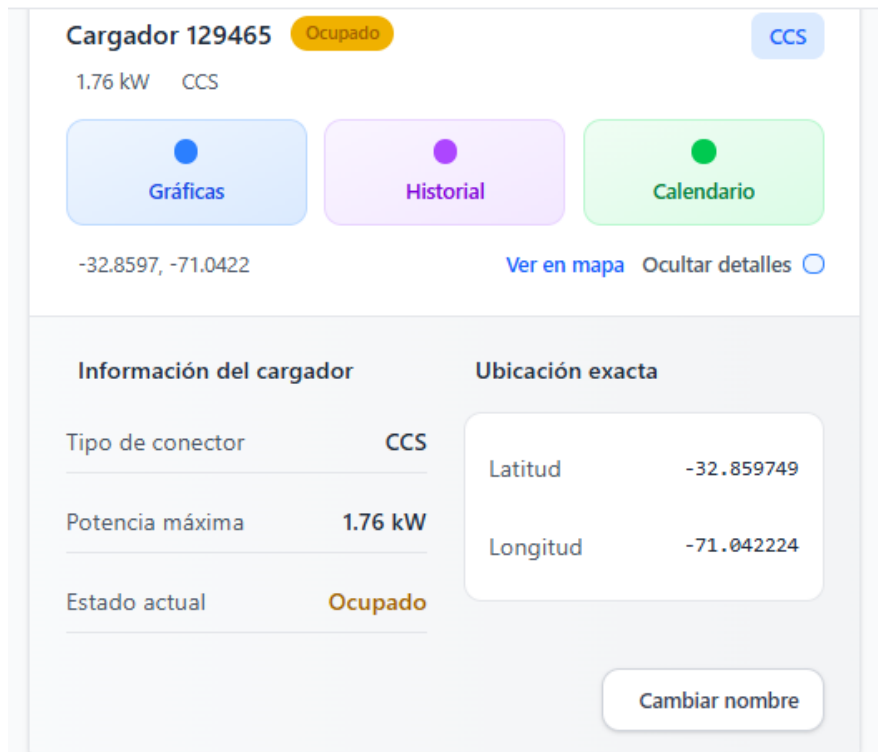 Cargador 129465 Ocupado CCS
1.76 kW CCS
Gráficas Historial Calendario
-32.8597, -71.0422 Ver en mapa Ocultar detalles
Información del cargador
Tipo de conector CCS
Potencia máxima 1.76 kW
Estado actual Ocupado
Ubicación exacta
Latitud -32.859749
Longitud -71.042224
Cambiar nombre